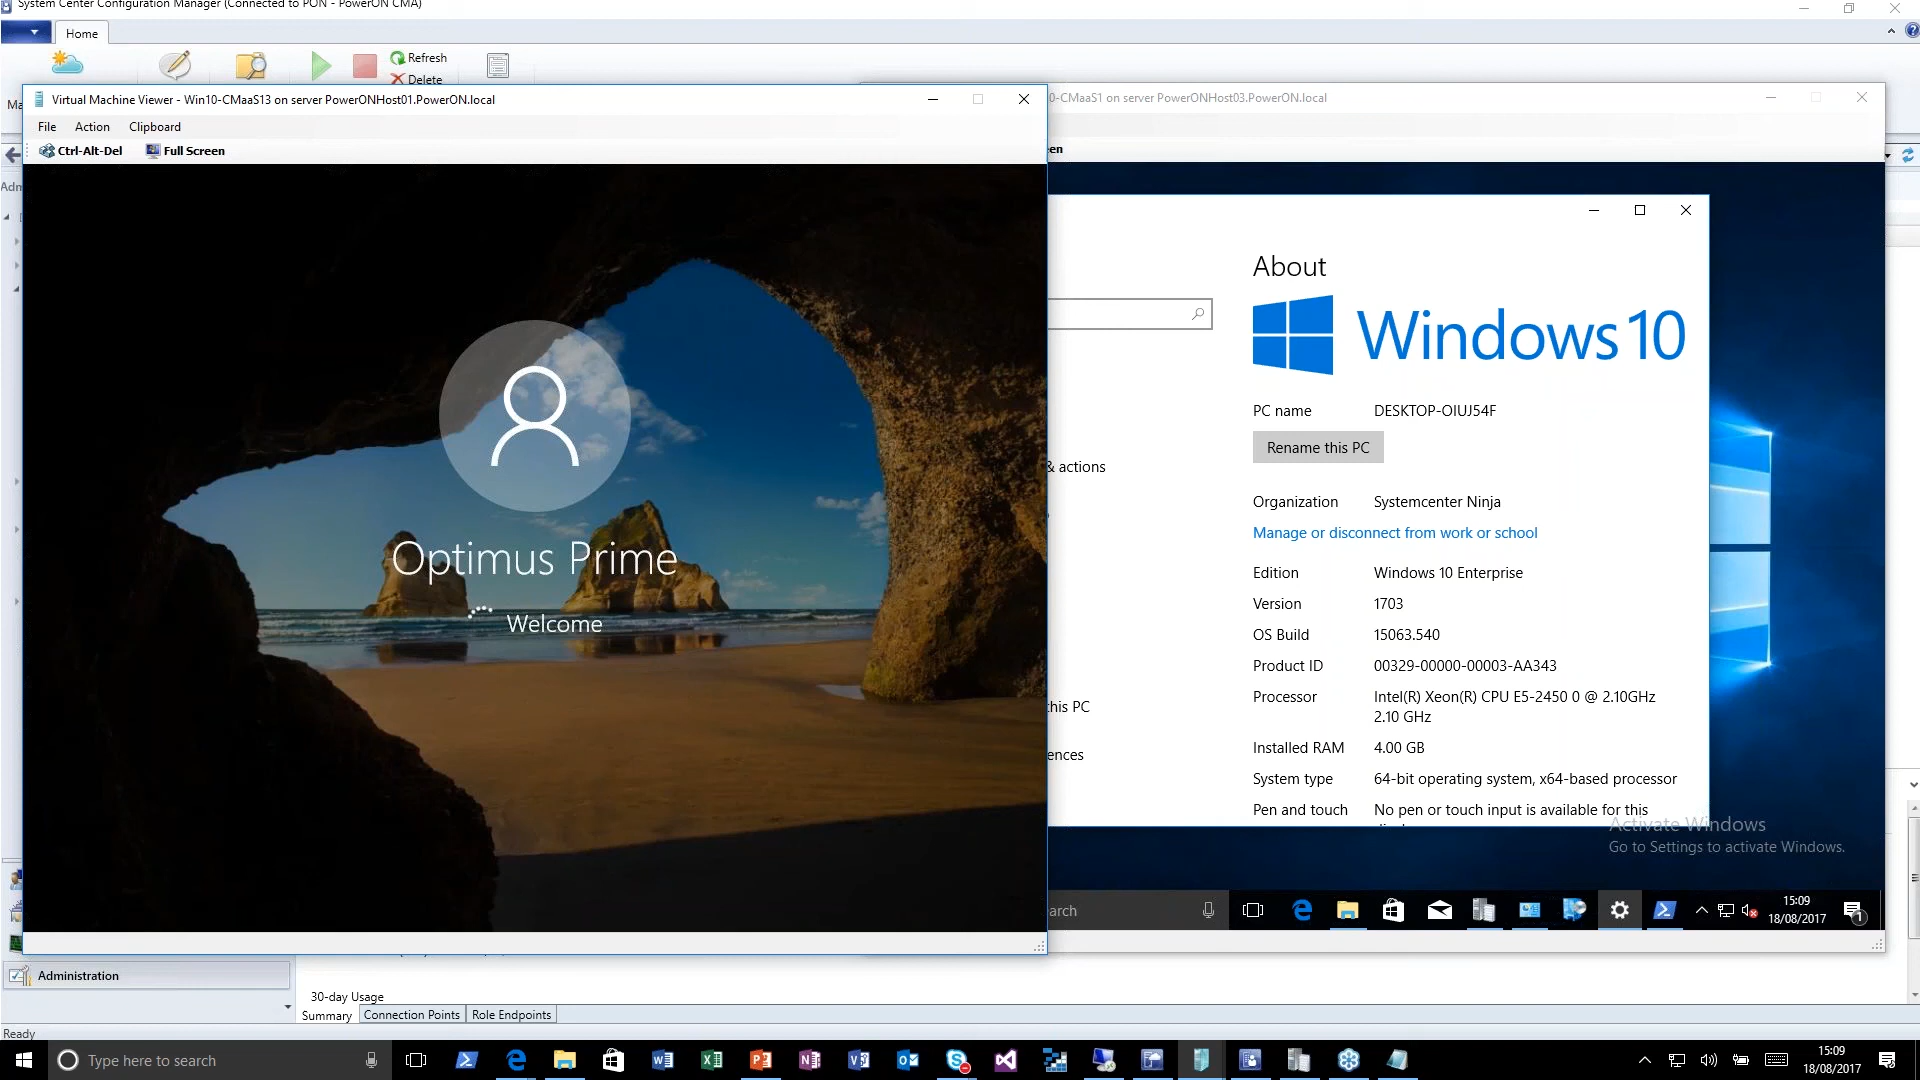 System Center Configuration Manager (Connected to PON - PowerON CMA)
Home
Refresh
Delete
Ma
Virtual Machine Viewer - Win10-CMaaS13 on server PowerONHost01.PowerON.local
0-CMaaS1 on server PowerONHost03.PowerON.local
File Action Clipboard
Ctrl-Alt-Del Full Screen
een
Adm
Optimus Prime
Welcome
About
Windows 10
PC name DESKTOP-OIUJ54F
Rename this PC
& actions
Organization Systemcenter Ninja
Manage or disconnect from work or school
Edition Windows 10 Enterprise
Version 1703
OS Build 15063.540
Product ID 00329-00000-00003-AA343
Processor Intel(R) Xeon(R) CPU E5-2450 0 @ 2.10GHz
2.10 GHz
this PC
Installed RAM 4.00 GB
ences
System type 64-bit operating system, x64-based processor
Pen and touch No pen or touch input is available for this
Activate Windows
Go to Settings to activate Windows.
arch
15:09
18/08/2017
1
Administration
30-day Usage
Summary Connection Points Role Endpoints
Ready
Type here to search
15:09
18/08/2017